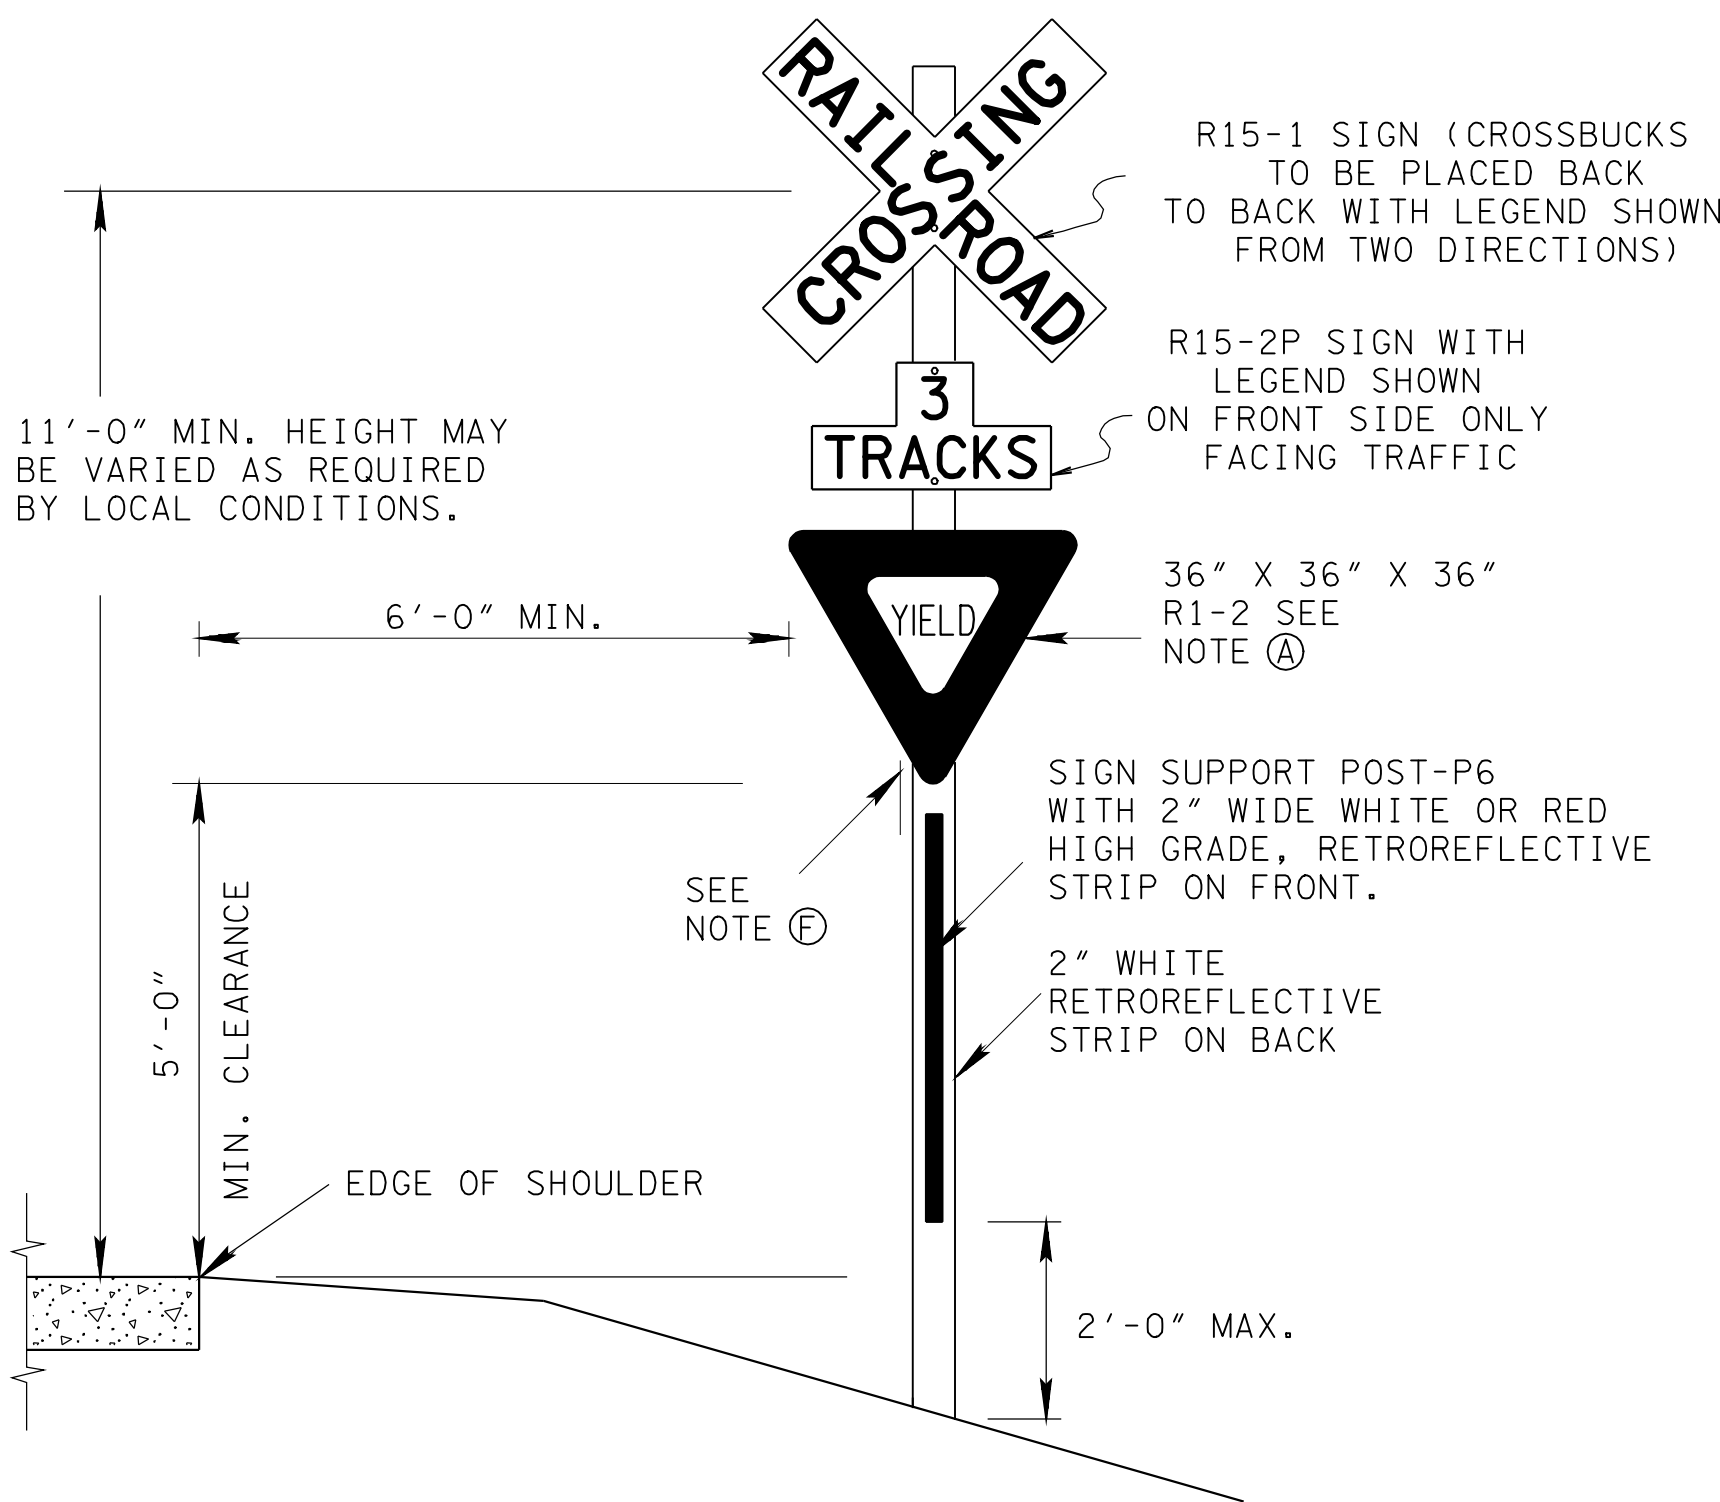 RAILROAD
CROSSING
R15-1 SIGN (CROSSBUCKS
TO BE PLACED BACK
TO BACK WITH LEGEND SHOWN
FROM TWO DIRECTIONS)
3
TRACKS
R15-2P SIGN WITH
LEGEND SHOWN
ON FRONT SIDE ONLY
FACING TRAFFIC
11'-0" MIN. HEIGHT MAY
BE VARIED AS REQUIRED
BY LOCAL CONDITIONS.
6'-0" MIN.
YIELD
36" X 36" X 36"
R1-2 SEE
NOTE A
SIGN SUPPORT POST-P6
WITH 2" WIDE WHITE OR RED
HIGH GRADE, RETROREFLECTIVE
STRIP ON FRONT.
SEE
NOTE F
2" WHITE
RETROREFLECTIVE
STRIP ON BACK
5'-0"
MIN. CLEARANCE
EDGE OF SHOULDER
2'-0" MAX.